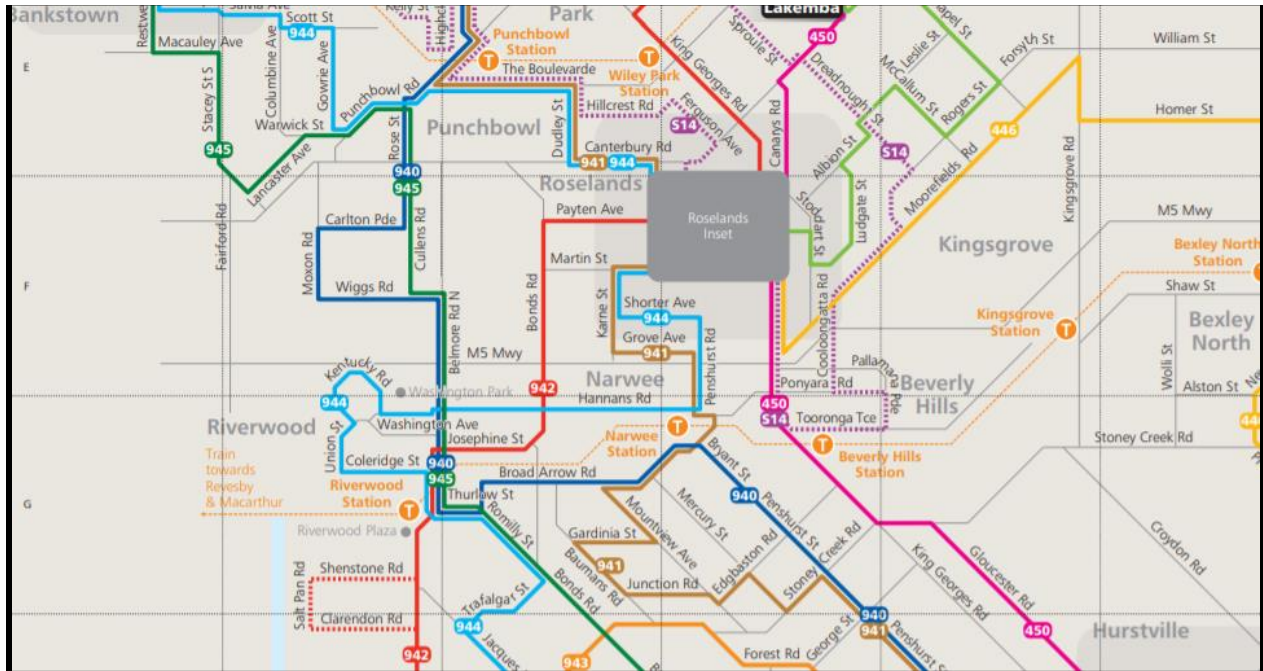 Bankstown
Salvia Ave
Scott St
944
Kelly St
Park
Lakemba
450
Chapel St
Restwe
Macauley Ave
Highcl
Punchbowl
Station
T
T
King Georges Rd
Sproule St
Leslie St
Forsyth St
William St
E
Columbine Ave
Gowrie Ave
The Boulevarde
Wiley Park
Station
Dreadnought St
McCallum St
Stacey St S
Punchbowl Rd
Hillcrest Rd
Rogers St
Homer St
Warwick St
Punchbowl
Dudley St
Ferguson Ave
S14
Canarys Rd
446
945
Lancaster Ave
Rose St
Canterbury Rd
941
944
Albion St
S14
Kingsgrove Rd
940
945
Roselands
Moorefields Rd
Carlton Pde
Payten Ave
Roselands
Inset
Stoddart St
Ludgate St
M5 Mwy
Fairford Rd
Cullens Rd
Kingsgrove
Bexley North
Station
T
Moxon Rd
Martin St
F
Wiggs Rd
Bonds Rd
Karne St
Shorter Ave
944
Cooloongatta Rd
Shaw St
Kingsgrove
Station
T
Belmore Rd N
Grove Ave
941
Bexley
North
M5 Mwy
Penshurst Rd
Pallamana Pde
Wolli St
Kentucky Rd
Washington Park
942
Narwee
Ponyara Rd
Beverly
Hills
Alston St
944
Hannans Rd
450
S14
Tooronga Tce
Riverwood
Washington Ave
Union St
Josephine St
Narwee
Station
T
T
Stoney Creek Rd
Train
towards
Revesby
& Macarthur
Coleridge St
940
945
Broad Arrow Rd
Bryant St
Beverly Hills
Station
Riverwood
Station
T
Thurlow St
940
Penshurst St
G
Riverwood Plaza
Romilly St
Mountview Ave
Mercury St
Gardinia St
Edgbaston Rd
Stoney Creek Rd
Croydon Rd
Shenstone Rd
941
Baumans Rd
Junction Rd
King Georges Rd
Gloucester Rd
Salt Pan Rd
Bonds Rd
Clarendon Rd
Trafalgar St
944
940
941
450
Hurstville
942
Jacques
943
Forest Rd
George St
Penshurst St